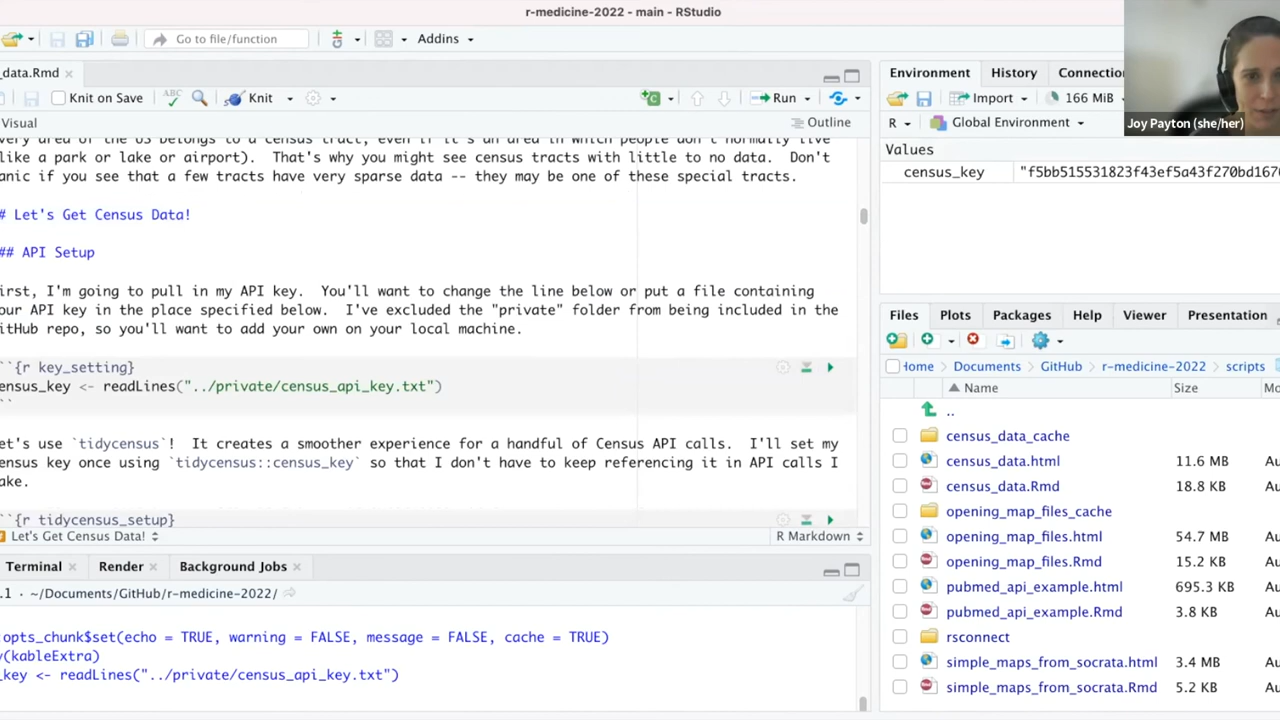 r-medicine-2022 - main - RStudio
Go to file/function
Addins
_data.Rmd
Knit on Save
ABC
Knit
Run
Visual
Outline
very area of the US belongs to a census tract, even if it's an area in which people don't normally live
like a park or lake or airport).  That's why you might see census tracts with little to no data.  Don't
anic if you see that a few tracts have very sparse data -- they may be one of these special tracts.
# Let's Get Census Data!
## API Setup
irst, I'm going to pull in my API key.  You'll want to change the line below or put a file containing
our API key in the place specified below.  I've excluded the "private" folder from being included in the
itHub repo, so you'll want to add your own on your local machine.
``{r key_setting}
ensus_key <- readLines("../private/census_api_key.txt")
``
et's use `tidycensus`!  It creates a smoother experience for a handful of Census API calls.  I'll set my
ensus key once using `tidycensus::census_key` so that I don't have to keep referencing it in API calls I
ake.
``{r tidycensus_setup}
Let's Get Census Data!
R Markdown
Terminal
Render
Background Jobs
.1 · ~/Documents/GitHub/r-medicine-2022/
opts_chunk$set(echo = TRUE, warning = FALSE, message = FALSE, cache = TRUE)
y(kableExtra)
_key <- readLines("../private/census_api_key.txt")
Environment
History
Connectio
Import
166 MiB
Joy Payton (she/her)
R
Global Environment
Values
census_key
"f5bb515531823f43ef5a43f270bd1670
Files
Plots
Packages
Help
Viewer
Presentation
Home
Documents
GitHub
r-medicine-2022
scripts
Name
Size
Mo
..
census_data_cache
census_data.html 11.6 MB Au
census_data.Rmd 18.8 KB Au
opening_map_files_cache
opening_map_files.html 54.7 MB Au
opening_map_files.Rmd 15.2 KB Au
pubmed_api_example.html 695.3 KB Au
pubmed_api_example.Rmd 3.8 KB Au
rsconnect
simple_maps_from_socrata.html 3.4 MB Au
simple_maps_from_socrata.Rmd 5.2 KB Au